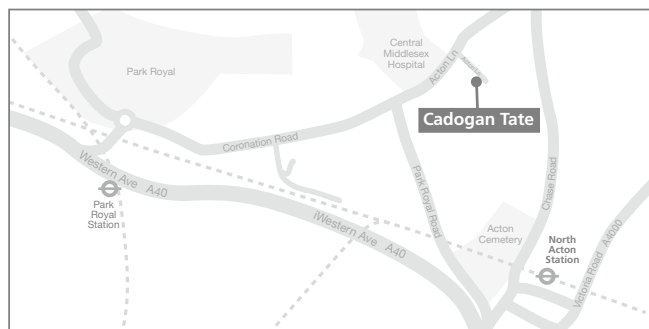 Park Royal
Central
Middlesex
Hospital
Acton Ln
Cadogan Tate
Coronation Road
Western Ave A40
Park
Royal
Station
Park Royal Road
Chase Road
lWestern Ave A40
Acton
Cemetery
North
Acton
Station
Victoria Road A4000